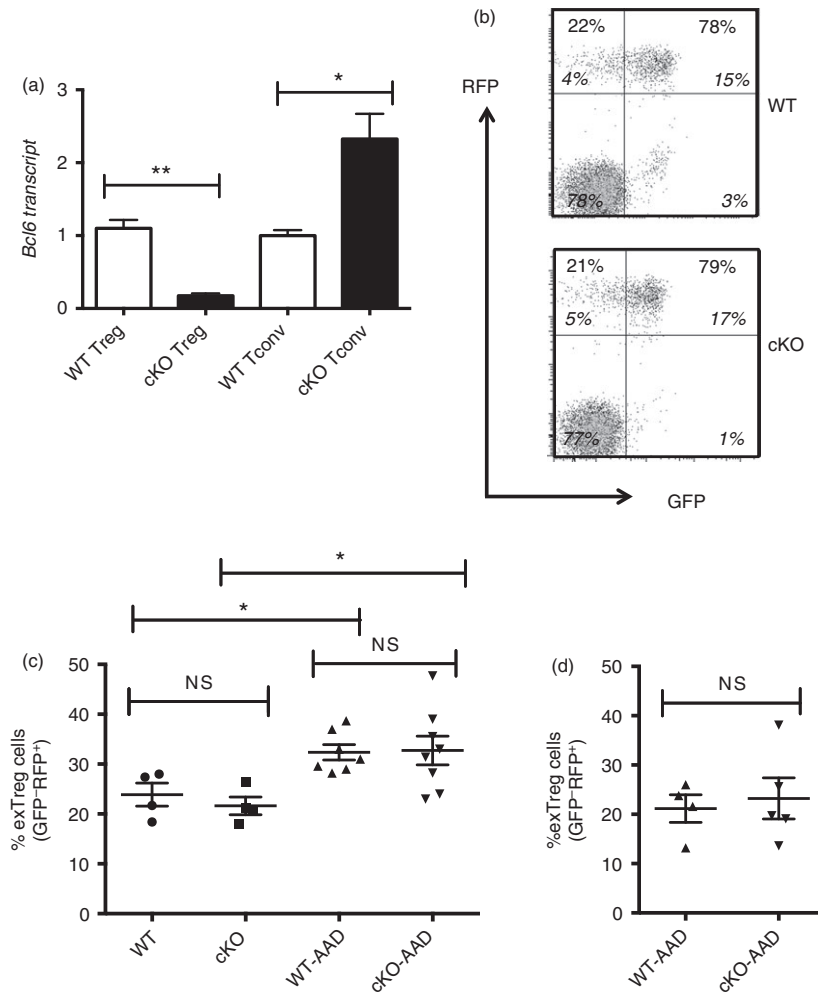 (a)
Bcl6 transcript
3
2
1
0
**
*
WT Treg
cKO Treg
WT Tconv
cKO Tconv
(b)
RFP
22%
78%
4%
15%
78%
3%
WT
21%
79%
5%
17%
77%
1%
cKO
GFP
(c)
% exTreg cells
(GFP⁻RFP⁺)
50
40
30
20
10
0
*
*
NS
NS
WT
cKO
WT-AAD
cKO-AAD
(d)
%exTreg cells
(GFP⁻RFP⁺)
50
40
30
20
10
0
NS
WT-AAD
cKO-AAD